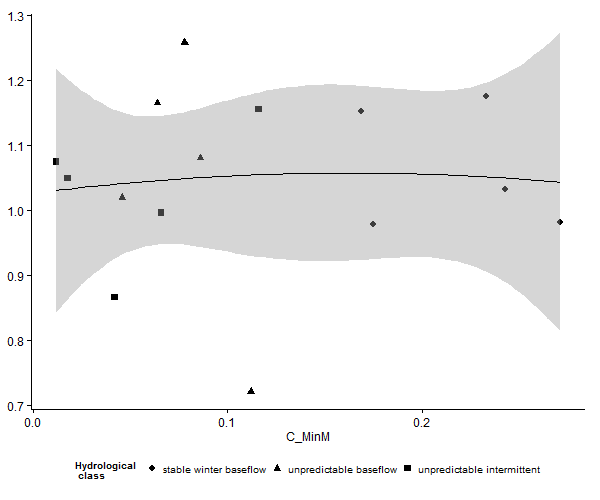 1.3
1.2
1.1
1.0
0.9
0.8
0.7
0.0 0.1 0.2
C_MinM
Hydrological class stable winter baseflow unpredictable baseflow unpredictable intermittent